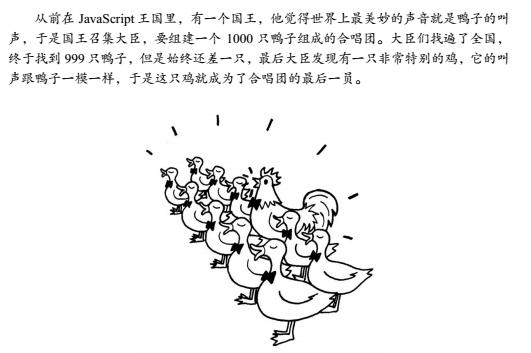 从前在 JavaScript 王国里，有一个国王，他觉得世界上最美妙的声音就是鸭子的叫
声，于是国王召集大臣，要组建一个 1000 只鸭子组成的合唱团。大臣们找遍了全国，
终于找到 999 只鸭子，但是始终还差一只，最后大臣发现有一只非常特别的鸡，它的叫
声跟鸭子一模一样，于是这只鸡就成为了合唱团的最后一员。